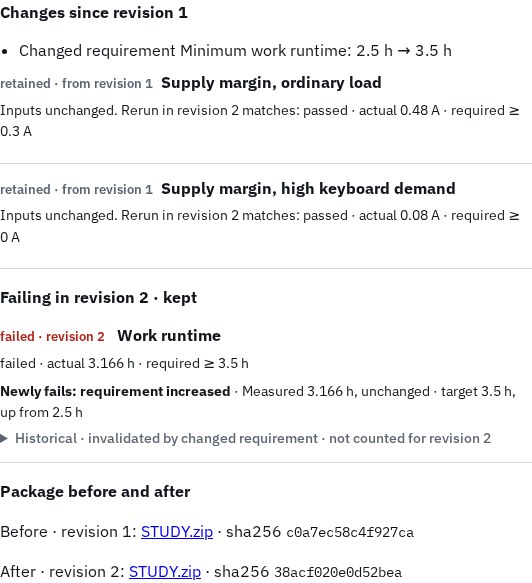 Changes since revision 1
• Changed requirement Minimum work runtime: 2.5 h → 3.5 h
retained · from revision 1 Supply margin, ordinary load
Inputs unchanged. Rerun in revision 2 matches: passed · actual 0.48 A · required ≥
0.3 A
retained · from revision 1 Supply margin, high keyboard demand
Inputs unchanged. Rerun in revision 2 matches: passed · actual 0.08 A · required ≥
0 A
Failing in revision 2 · kept
failed · revision 2 Work runtime
failed · actual 3.166 h · required ≥ 3.5 h
Newly fails: requirement increased · Measured 3.166 h, unchanged · target 3.5 h,
up from 2.5 h
▶ Historical · invalidated by changed requirement · not counted for revision 2
Package before and after
Before · revision 1: STUDY.zip · sha256 c0a7ec58c4f927ca
After · revision 2: STUDY.zip · sha256 38acf020e0d52bea